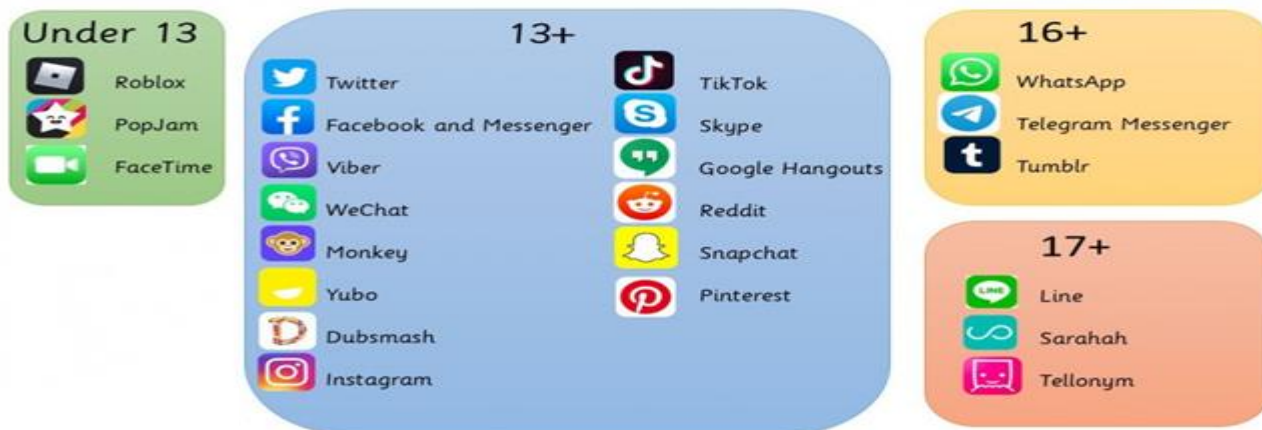 Under 13
Roblox
PopJam
FaceTime
13+
Twitter
Facebook and Messenger
Viber
WeChat
Monkey
Yubo
Dubsmash
Instagram
TikTok
Skype
Google Hangouts
Reddit
Snapchat
Pinterest
16+
WhatsApp
Telegram Messenger
Tumblr
17+
LINE
Line
Sarahah
Tellonym